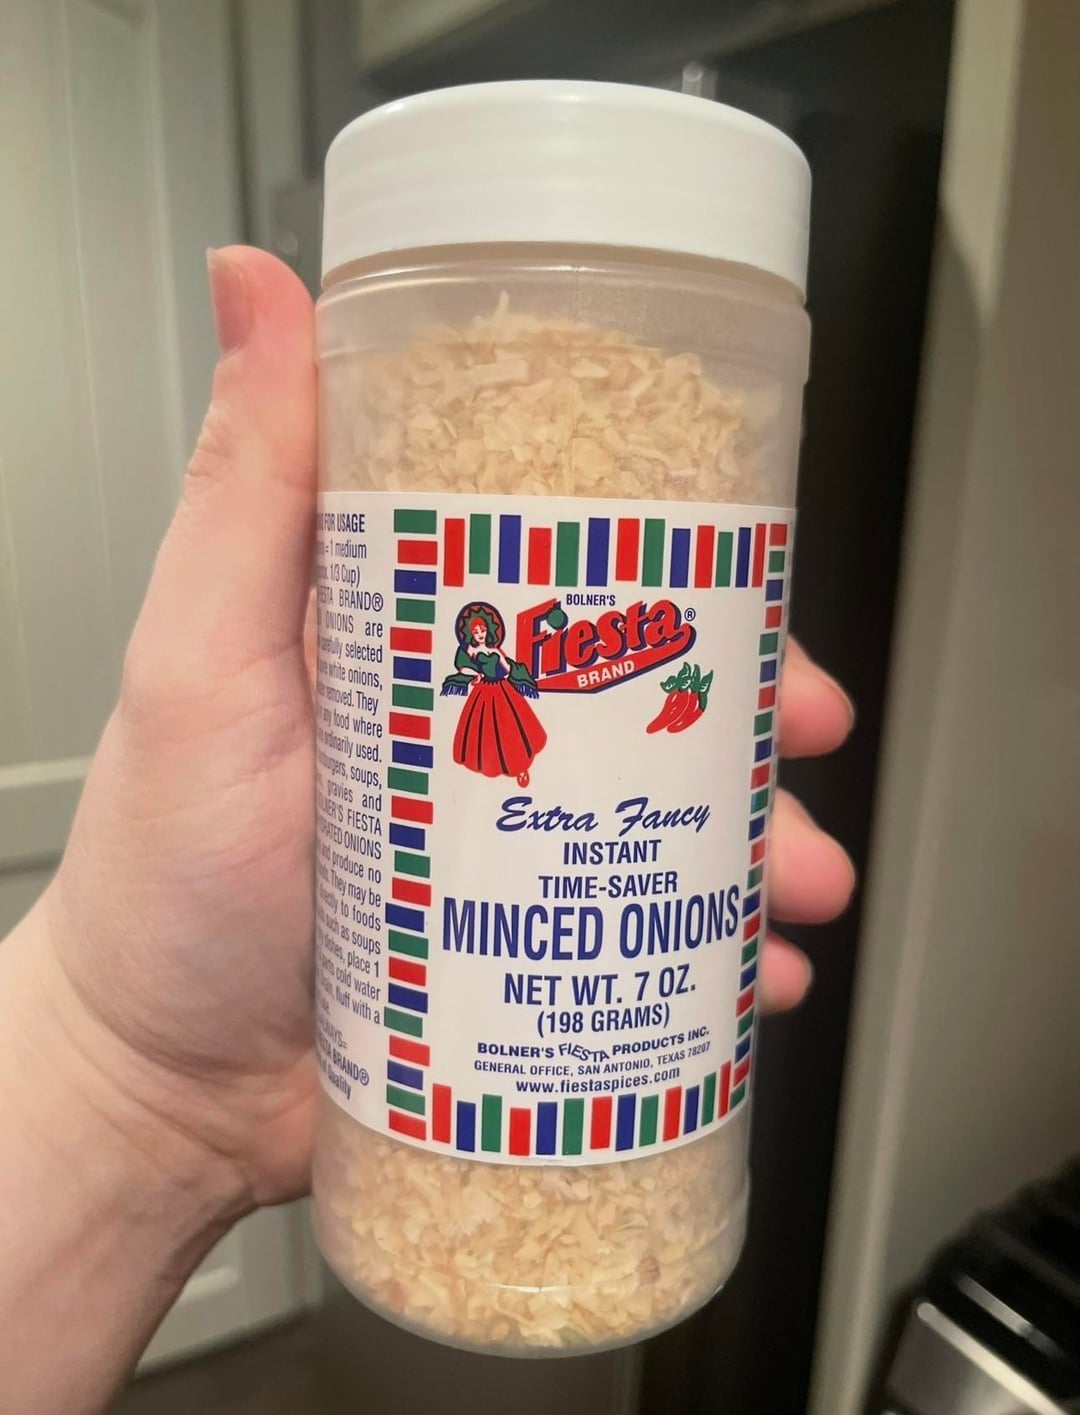 FOR USAGE
= 1 medium
1/3 Cup)
BRAND®
ONIONS are
carefully selected
white onions,
removed. They
any food where
ordinarily used.
soups,
gravies and
FIESTA
ONIONS
produce no
They may be
directly to foods
such as soups
dishes, place 1
cold water
fluff with a
BRAND®
Quality
BOLNER'S
Fiesta®
BRAND
Extra Fancy
INSTANT
TIME-SAVER
MINCED ONIONS
NET WT. 7 OZ.
(198 GRAMS)
BOLNER'S FIESTA PRODUCTS INC.
GENERAL OFFICE, SAN ANTONIO, TEXAS 78207
www.fiestaspices.com